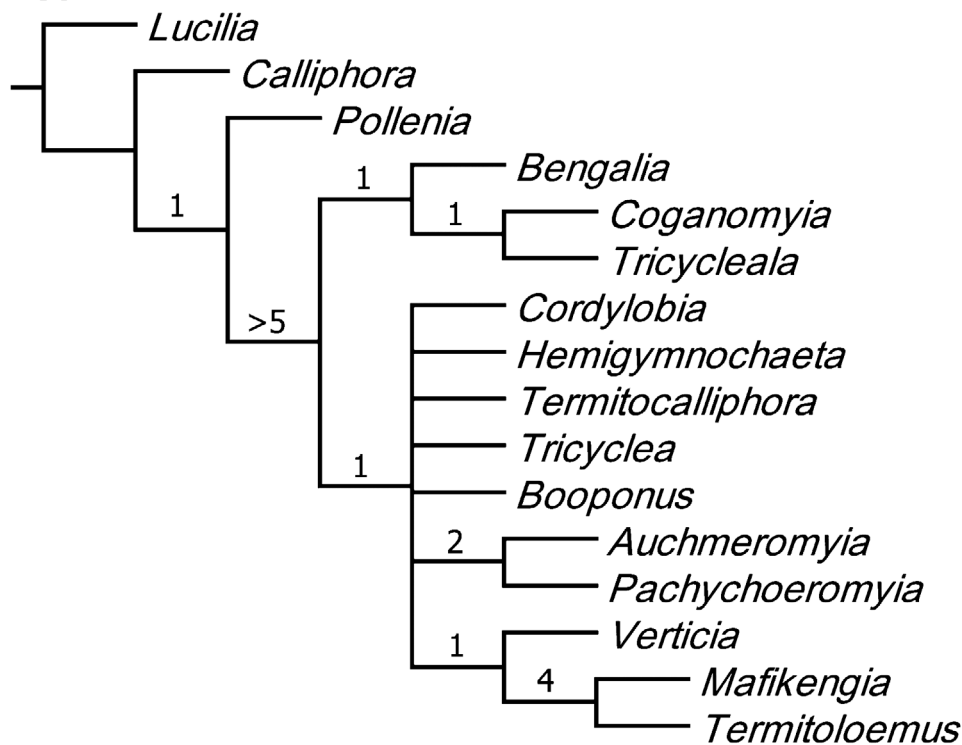 Lucilia
Calliphora
Pollenia
1
Bengalia
1
Coganomyia
1
Tricycleala
Cordylobia
>5
Hemigymnochaeta
Termitocalliphora
Tricyclea
1
Booponus
2
Auchmeromyia
Pachychoeromyia
1
Verticia
4
Mafikengia
Termitoloemus